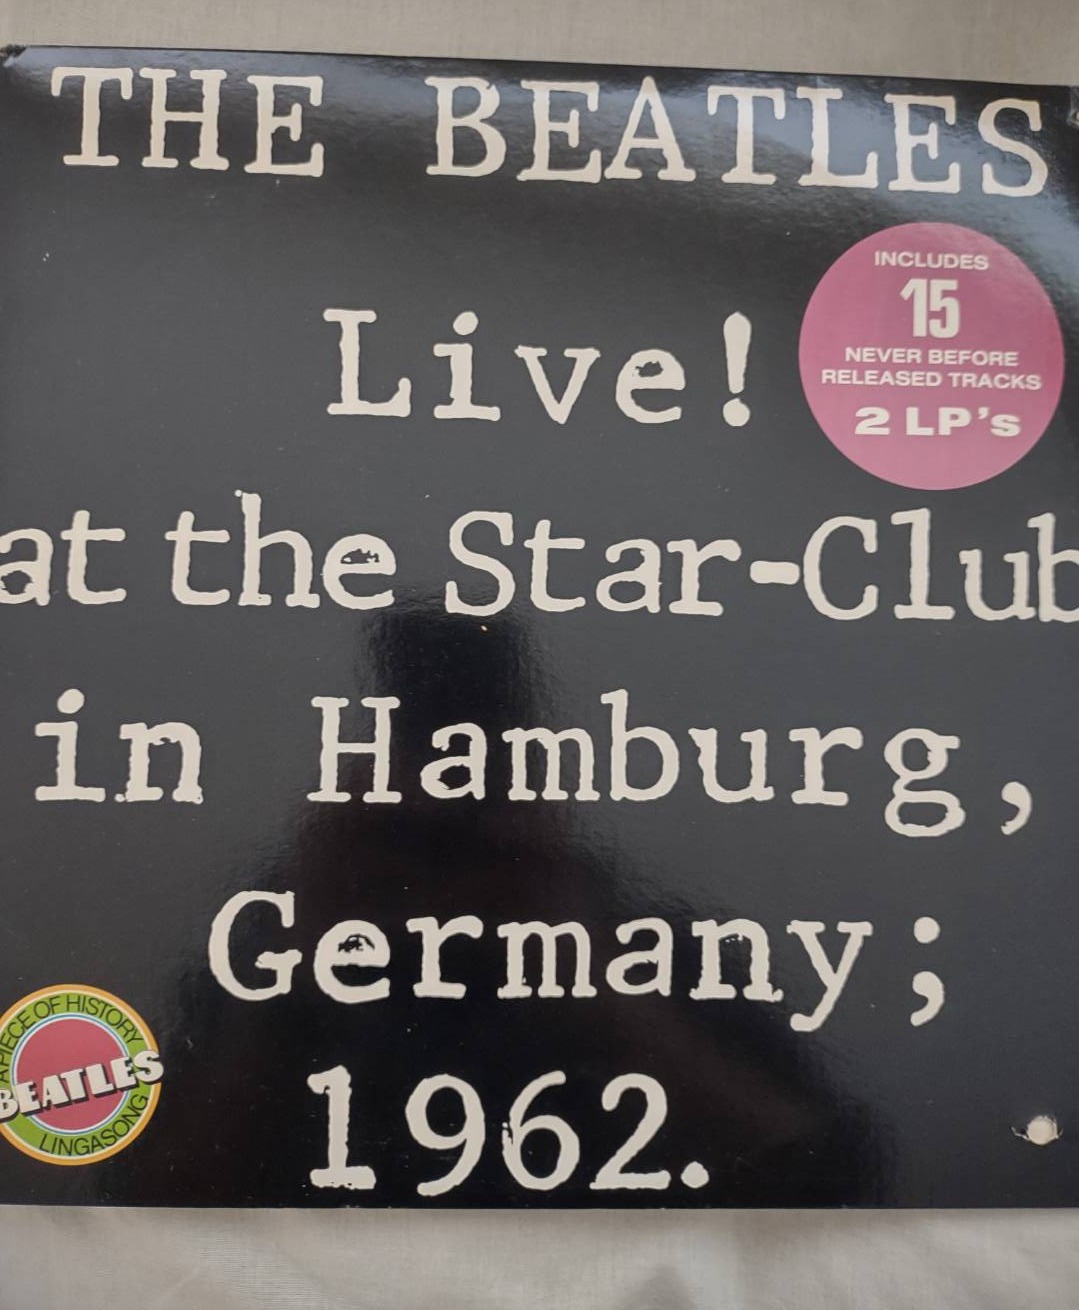 THE BEATLES
Live!
INCLUDES
15
NEVER BEFORE
RELEASED TRACKS
2 LP's
at the Star-Club
in Hamburg,
Germany;
1962.
A PIECE OF HISTORY
BEATLES
LINGASONG